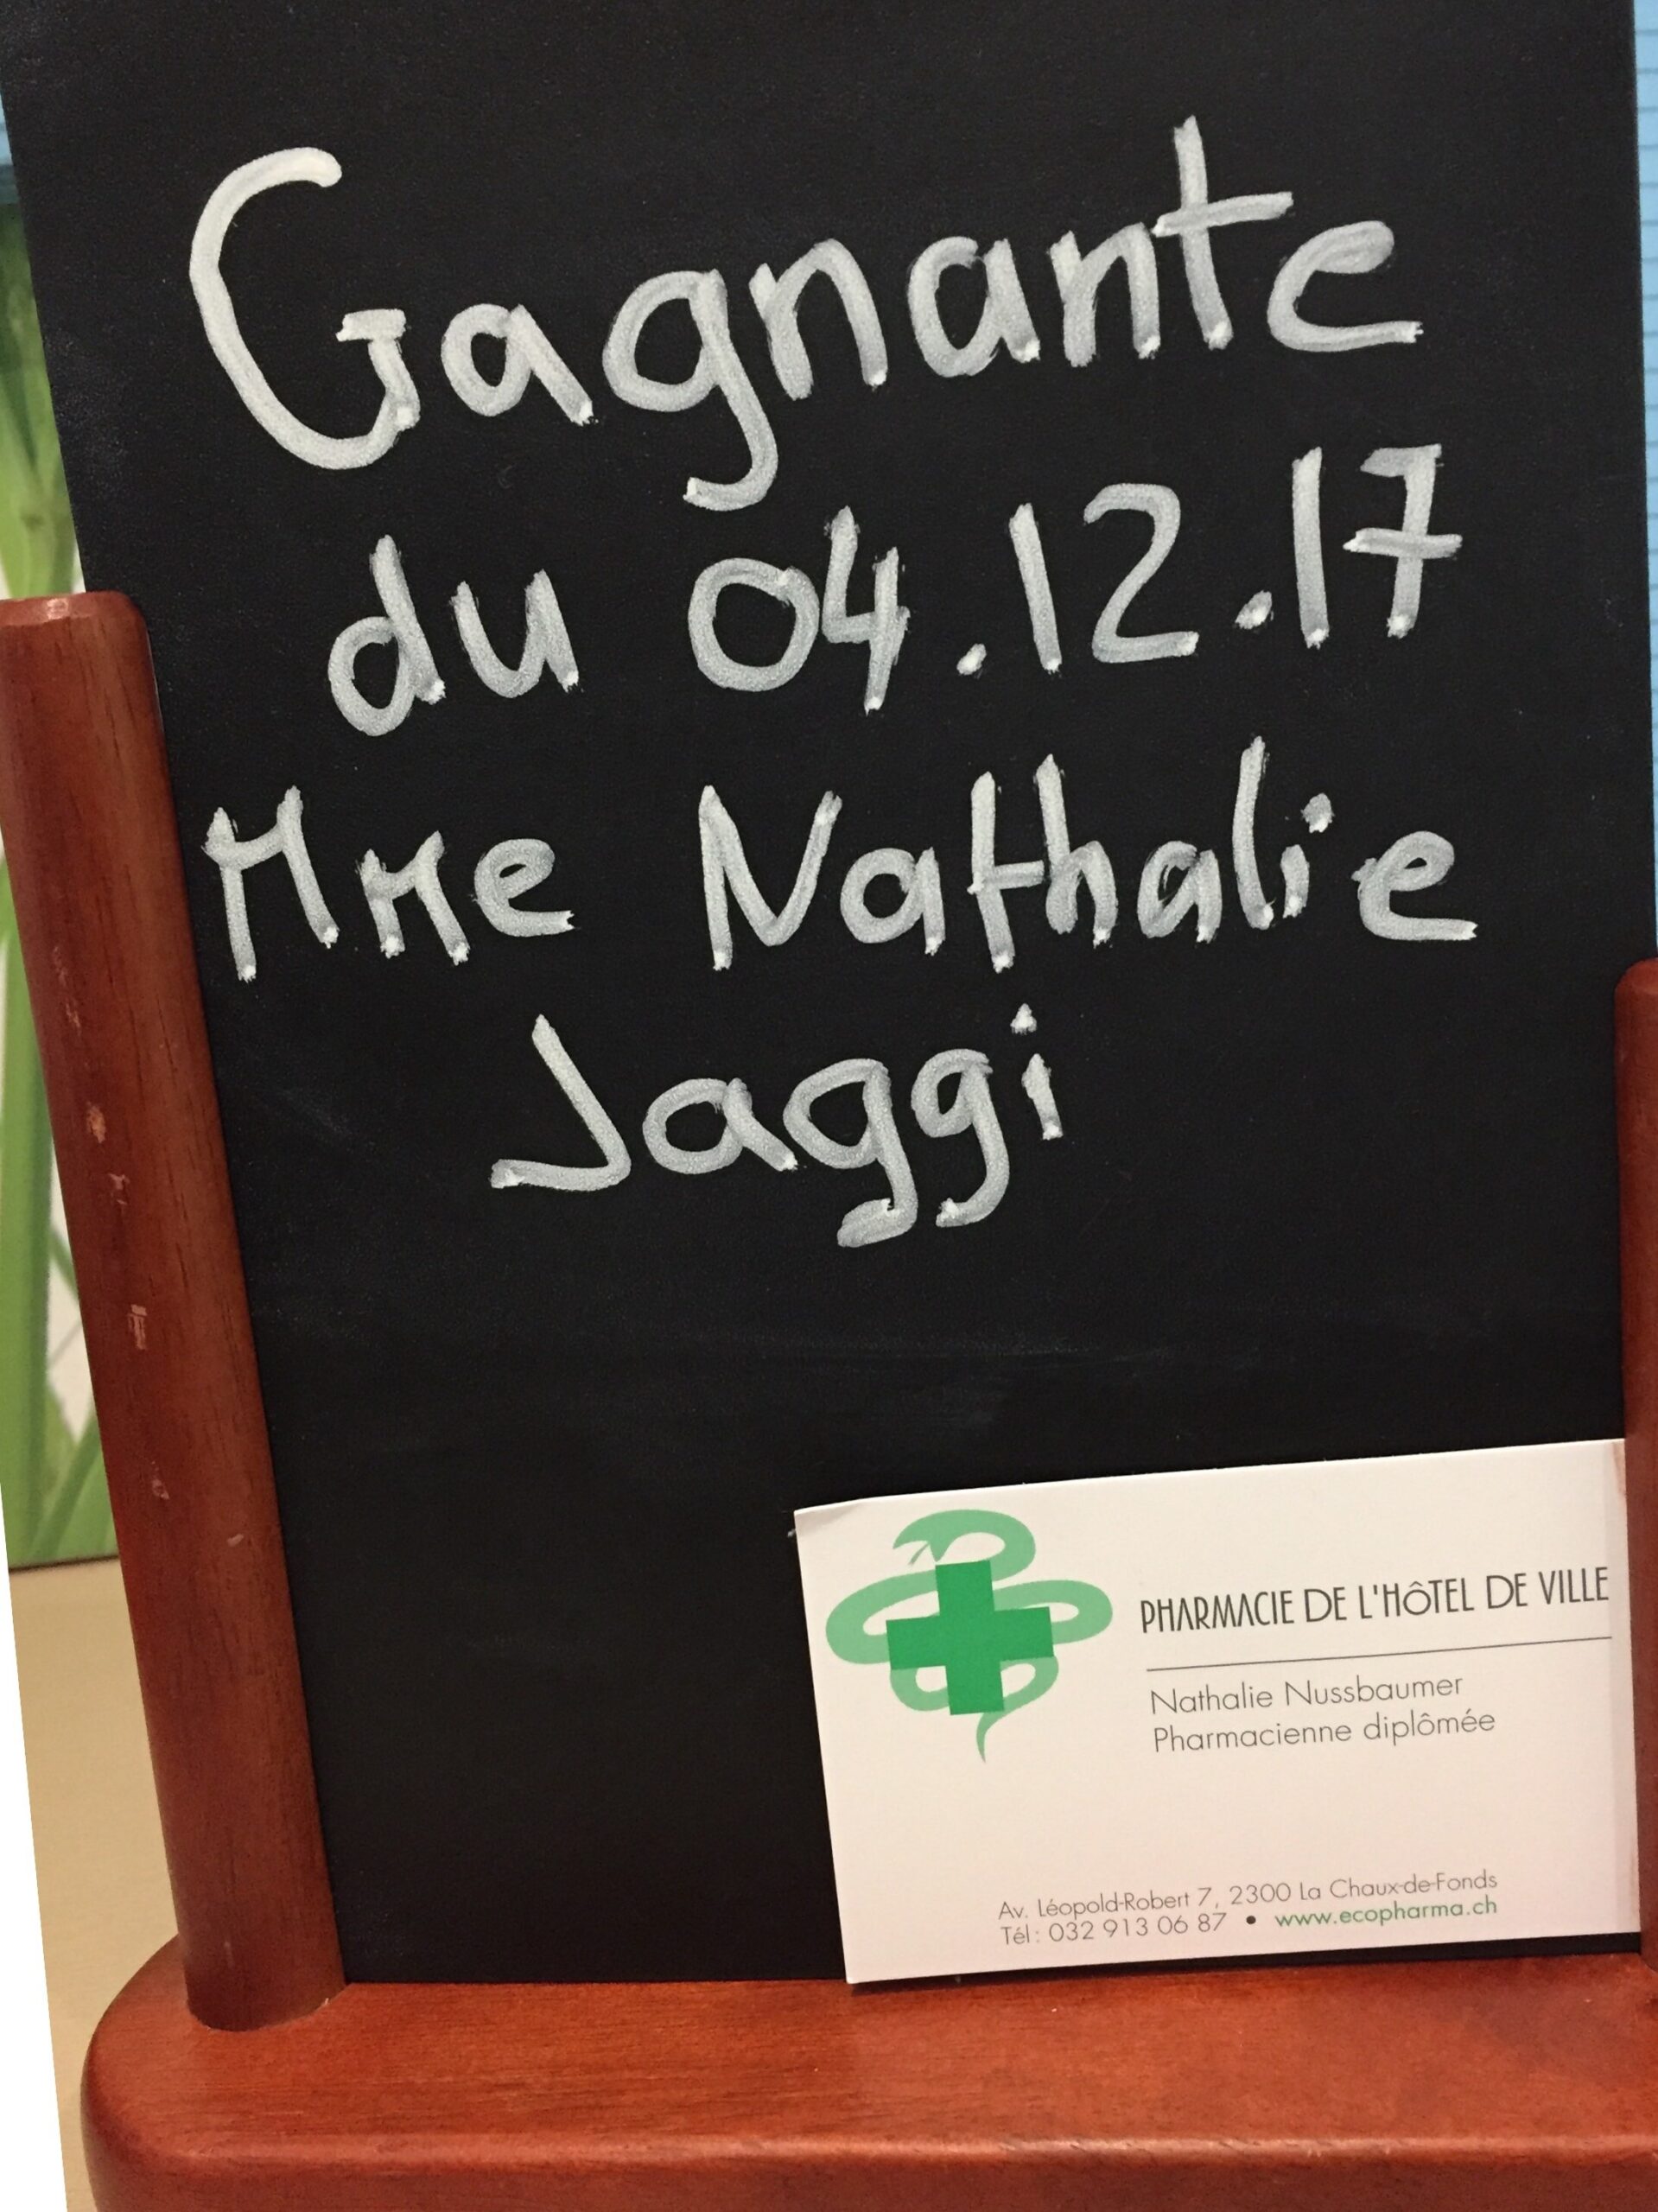 Gagnante
du 04.12.17
Mme Nathalie
Jaggi
PHARMACIE DE L'HÔTEL DE VILLE
Nathalie Nussbaumer
Pharmacienne diplômée
Av. Léopold-Robert 7, 2300 La Chaux-de-Fonds
Tél: 032 913 06 87 • www.ecopharma.ch